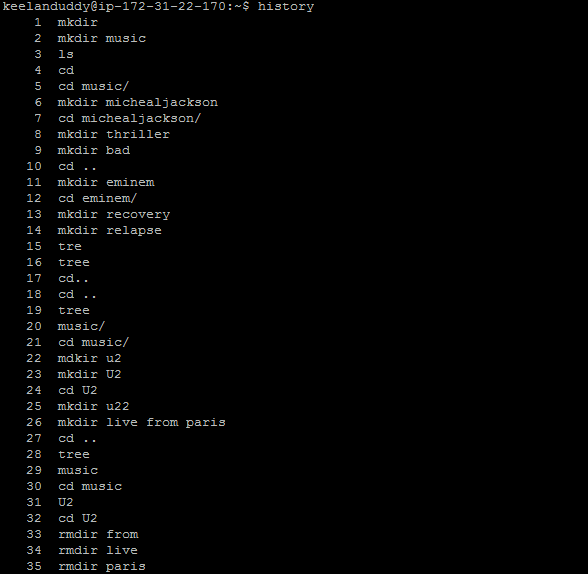 keelanduddy@ip-172-31-22-170:~$ history
1 mkdir
2 mkdir music
3 ls
4 cd
5 cd music/
6 mkdir michealjackson
7 cd michealjackson/
8 mkdir thriller
9 mkdir bad
10 cd ..
11 mkdir eminem
12 cd eminem/
13 mkdir recovery
14 mkdir relapse
15 tre
16 tree
17 cd..
18 cd ..
19 tree
20 music/
21 cd music/
22 mdkir u2
23 mkdir U2
24 cd U2
25 mkdir u22
26 mkdir live from paris
27 cd ..
28 tree
29 music
30 cd music
31 U2
32 cd U2
33 rmdir from
34 rmdir live
35 rmdir paris